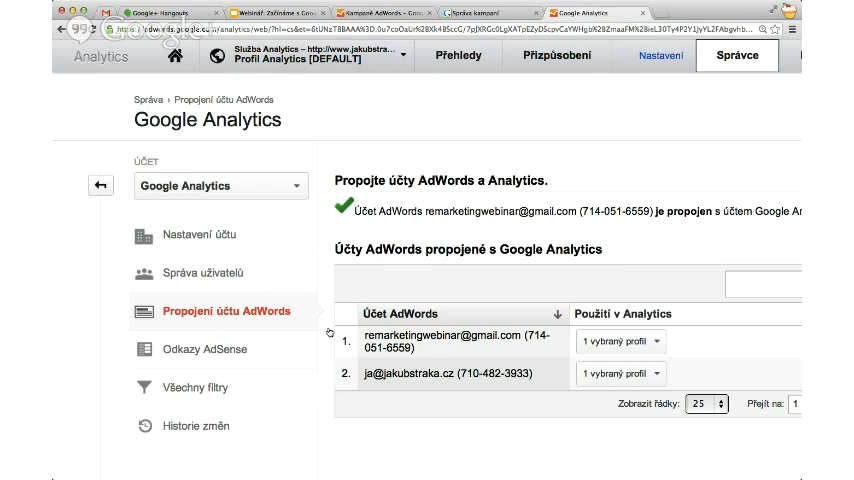 Google+ Hangouts
Webinář: Začínáme s Goog
Kampaně AdWords – Googl
Správa kampaní
Google Analytics
99
Google+
Analytics
Služba Analytics – http://www.jakubstra...
Profil Analytics [DEFAULT]
Přehledy
Přizpůsobení
Nastavení
Správce
Správa › Propojení účtu AdWords
Google Analytics
ÚČET
Google Analytics
Nastavení účtu
Správa uživatelů
Propojení účtu AdWords
Odkazy AdSense
Všechny filtry
Historie změn
Propojte účty AdWords a Analytics.
Účet AdWords remarketingwebinar@gmail.com (714-051-6559) je propojen s účtem Google Ar
Účty AdWords propojené s Google Analytics
Účet AdWords
Použití v Analytics
1.
remarketingwebinar@gmail.com (714-
051-6559)
1 vybraný profil
2.
ja@jakubstraka.cz (710-482-3933)
1 vybraný profil
Zobrazit řádky:
25
Přejít na:
1